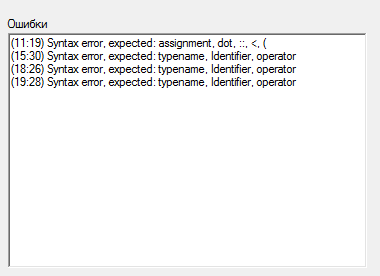 Ошибки
(11:19) Syntax error, expected: assignment, dot, ::, <, (
(15:30) Syntax error, expected: typename, Identifier, operator
(18:26) Syntax error, expected: typename, Identifier, operator
(19:28) Syntax error, expected: typename, Identifier, operator